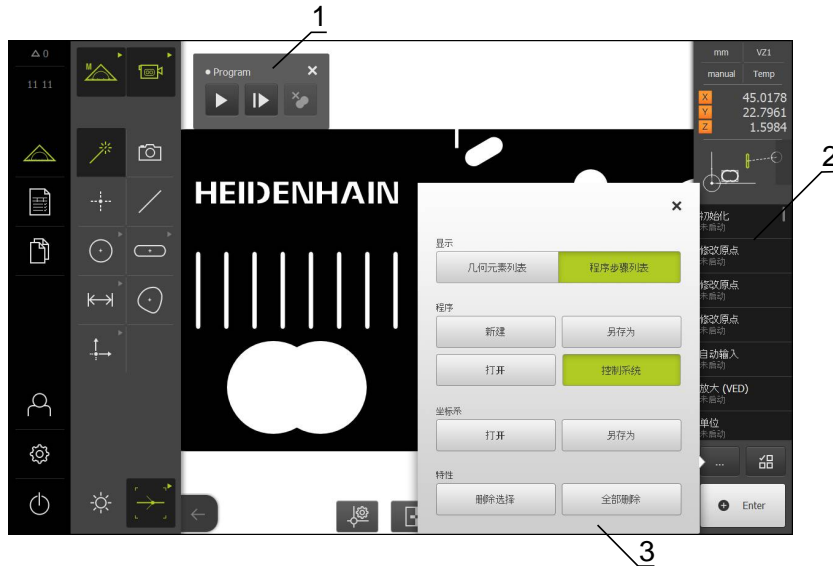 1
△ 0
11 11
M
● Program ×
mm VZ1
manual Temp
X 45.0178
Y 22.7961
Z 1.5984
2
HEIDENHAIN
×
显示
几何元素列表 程序步骤列表
程序
新建 另存为
打开 控制系统
坐标系
打开 另存为
特性
删除选择 全部删除
初始化
未启动
修改原点
未启动
修改原点
未启动
修改原点
未启动
自动输入
未启动
放大 (VED)
未启动
单位
未启动
...
Enter
3